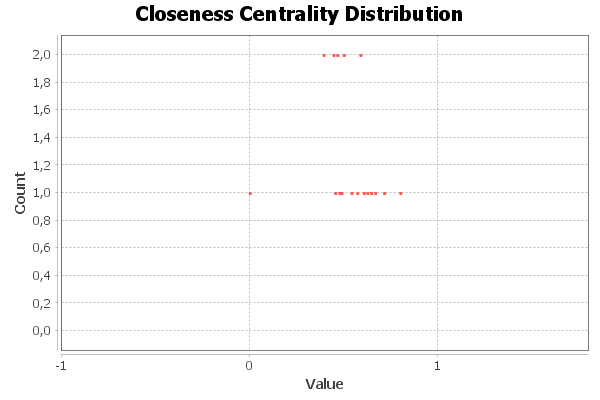 Closeness Centrality Distribution
2,0
1,8
1,6
1,4
1,2
1,0
0,8
0,6
0,4
0,2
0,0
Count
-1 0 1
Value